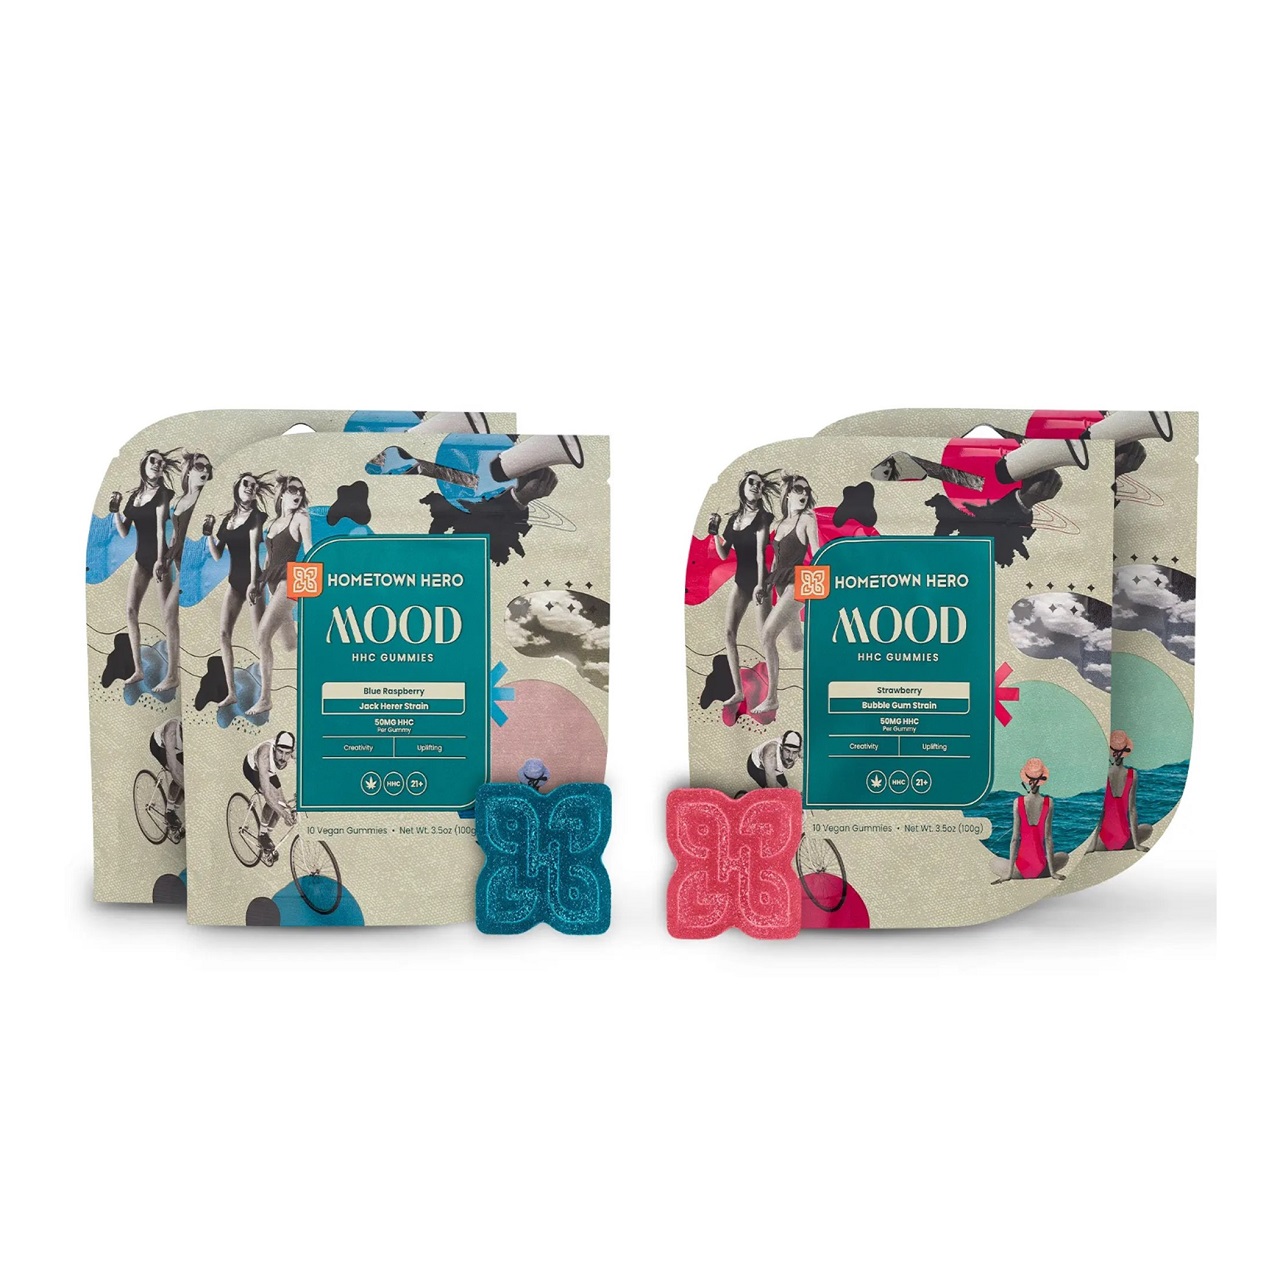 HOMETOWN HERO
MOOD
HHC GUMMIES
Blue Raspberry
Jack Herer Strain
50MG HHC
Per Gummy
Creativity
Uplifting
HHC
21+
10 Vegan Gummies • Net Wt. 3.5oz (100g
HOMETOWN HERO
MOOD
HHC GUMMIES
Strawberry
Bubble Gum Strain
50MG HHC
Per Gummy
Creativity
Uplifting
HHC
21+
10 Vegan Gummies • Net Wt. 3.5oz (100g)